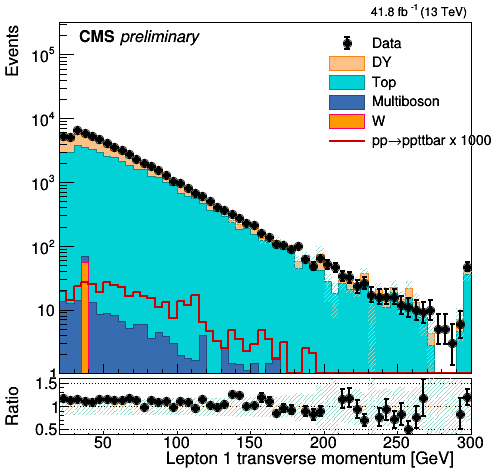 41.8 fb⁻¹ (13 TeV)
CMS preliminary
Events
10⁵
10⁴
10³
10²
10
1
Data
DY
Top
Multiboson
W
pp→ppttbar x 1000
Ratio
1.5
1
0.5
50 100 150 200 250 300
Lepton 1 transverse momentum [GeV]